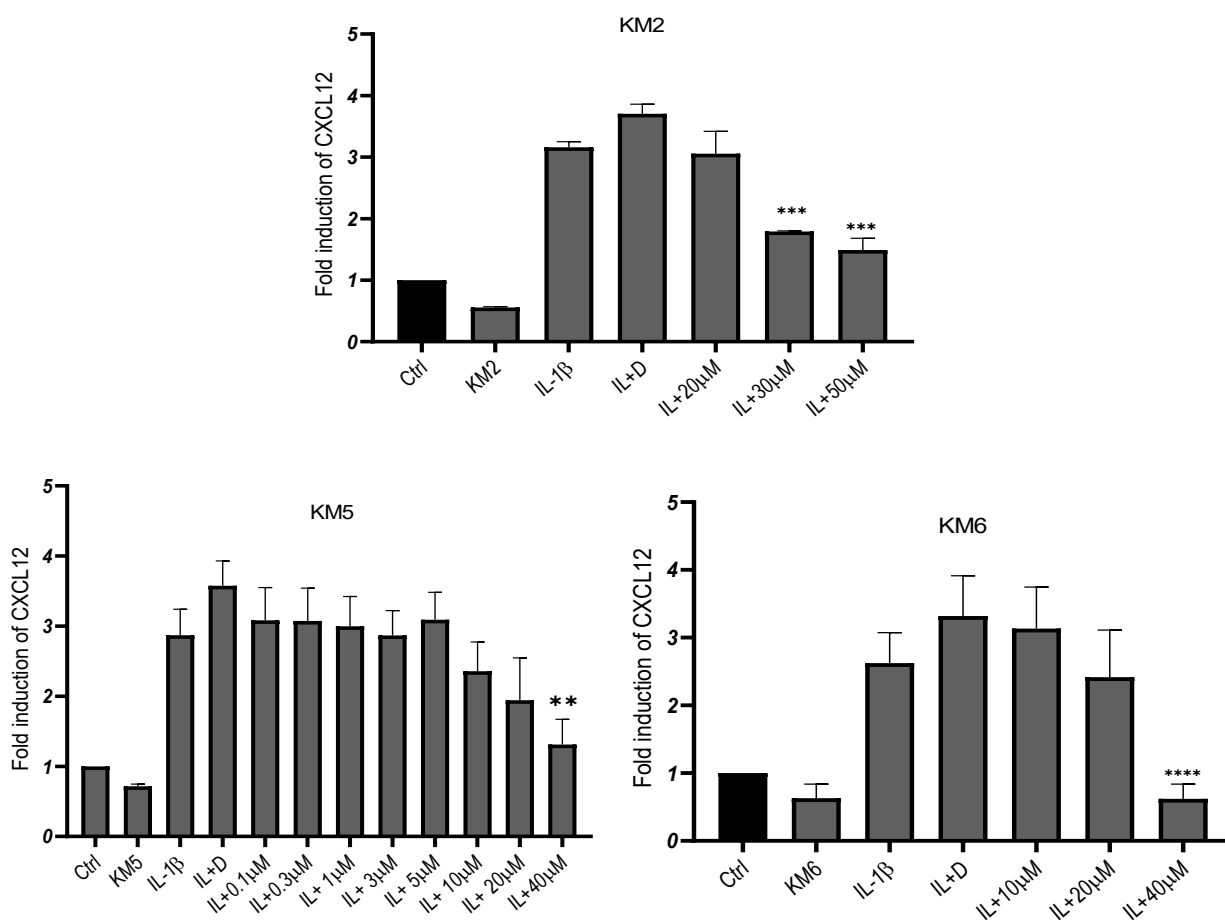 KM2
Fold induction of CXCL12
5
4
3
2
1
0
***
***
Ctrl
KM2
IL-1β
IL+D
IL+20μM
IL+30μM
IL+50μM
KM5
Fold induction of CXCL12
5
4
3
2
1
0
**
Ctrl
KM5
IL-1β
IL+D
IL+0.1μM
IL+0.3μM
IL+ 1μM
IL+ 3μM
IL+ 5μM
IL+ 10μM
IL+ 20μM
IL+40μM
KM6
Fold induction of CXCL12
5
4
3
2
1
0
****
Ctrl
KM6
IL-1β
IL+D
IL+10μM
IL+20μM
IL+40μM